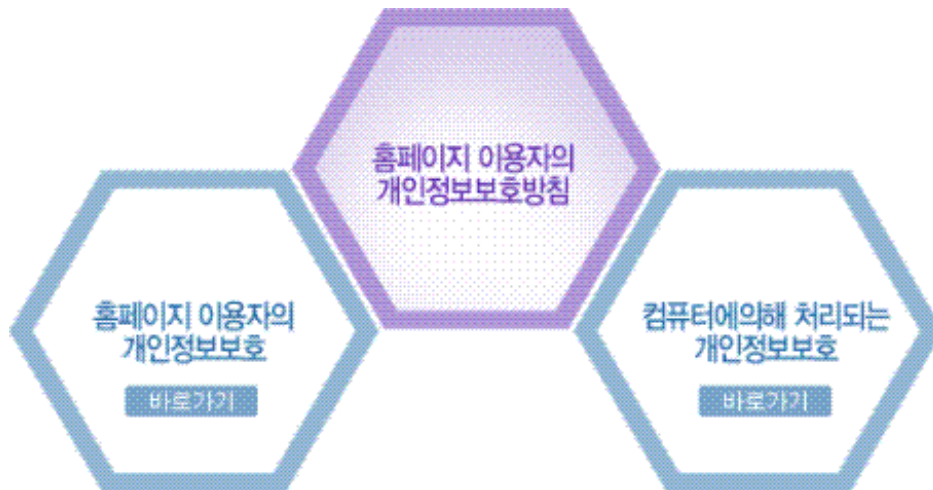 홈페이지 이용자의
개인정보보호방침
홈페이지 이용자의
개인정보보호
바로가기
컴퓨터에의해 처리되는
개인정보보호
바로가기